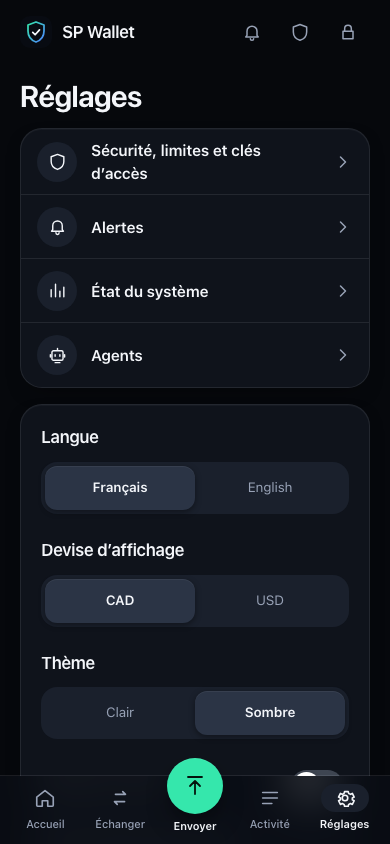 SP Wallet
Réglages
Sécurité, limites et clés
d’accès
Alertes
État du système
Agents
Langue
Français English
Devise d’affichage
CAD USD
Thème
Clair Sombre
Accueil Échanger Envoyer Activité Réglages